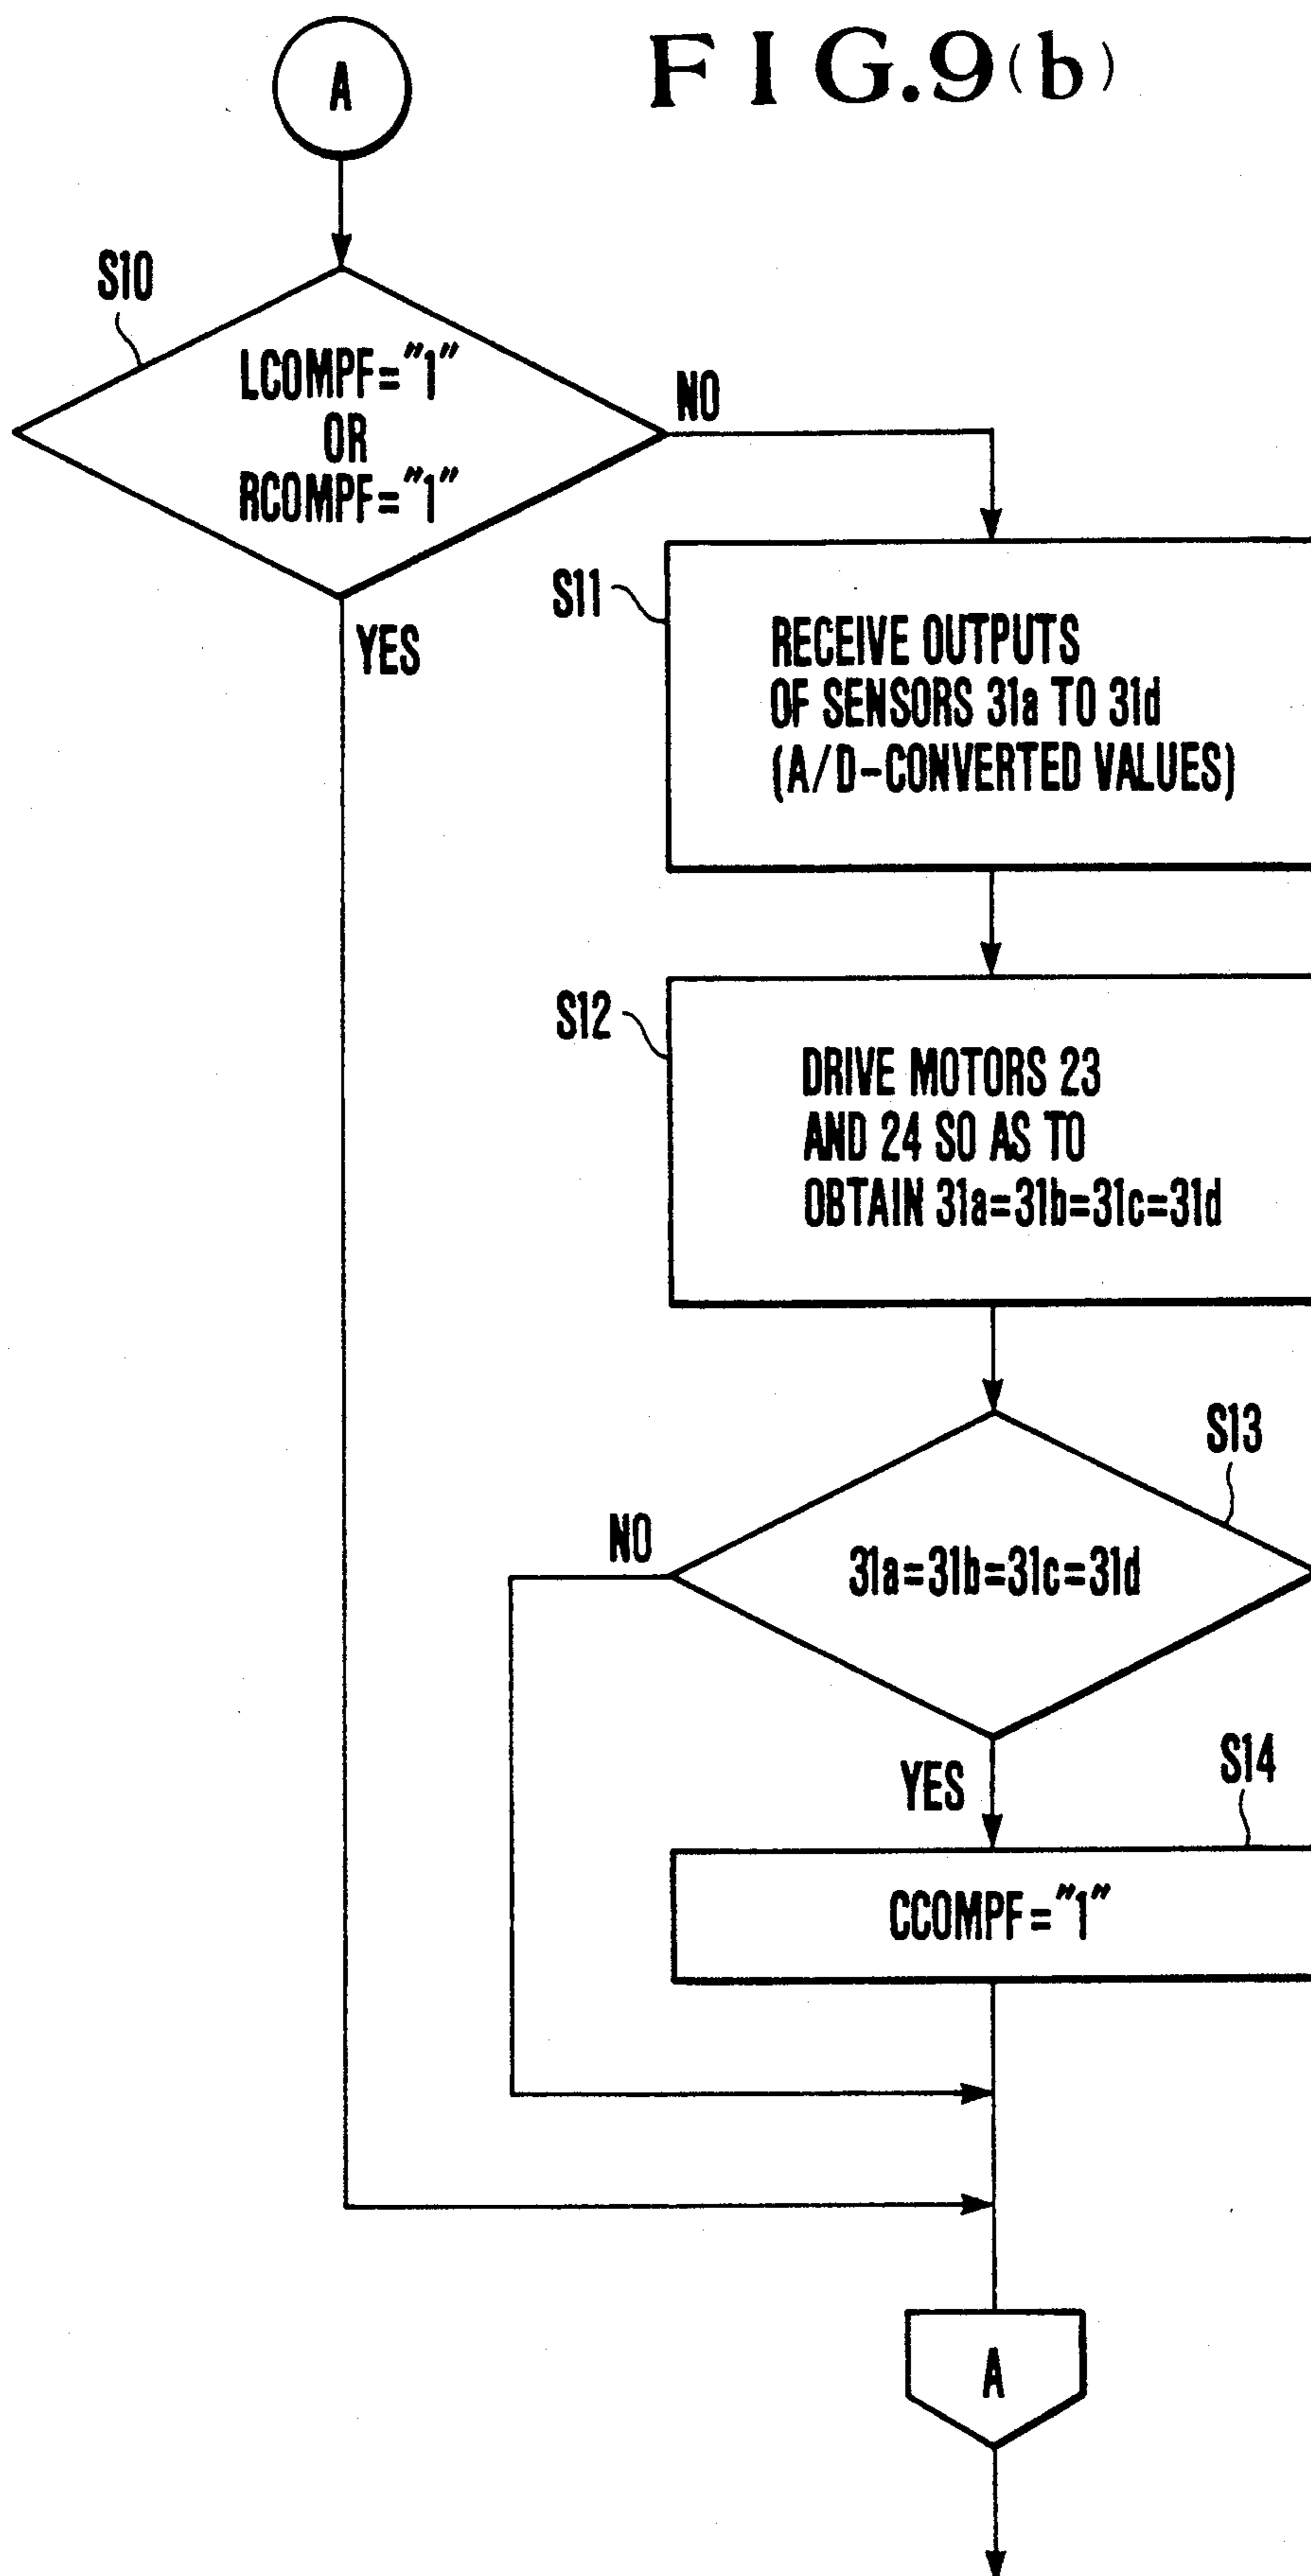 FIG.9(b)
A
S10
LCOMPF="1"
OR
RCOMPF="1"
NO
YES
S11
RECEIVE OUTPUTS
OF SENSORS 31a TO 31d
(A/D-CONVERTED VALUES)
S12
DRIVE MOTORS 23
AND 24 SO AS TO
OBTAIN 31a=31b=31c=31d
S13
NO
31a=31b=31c=31d
YES
S14
CCOMPF="1"
A